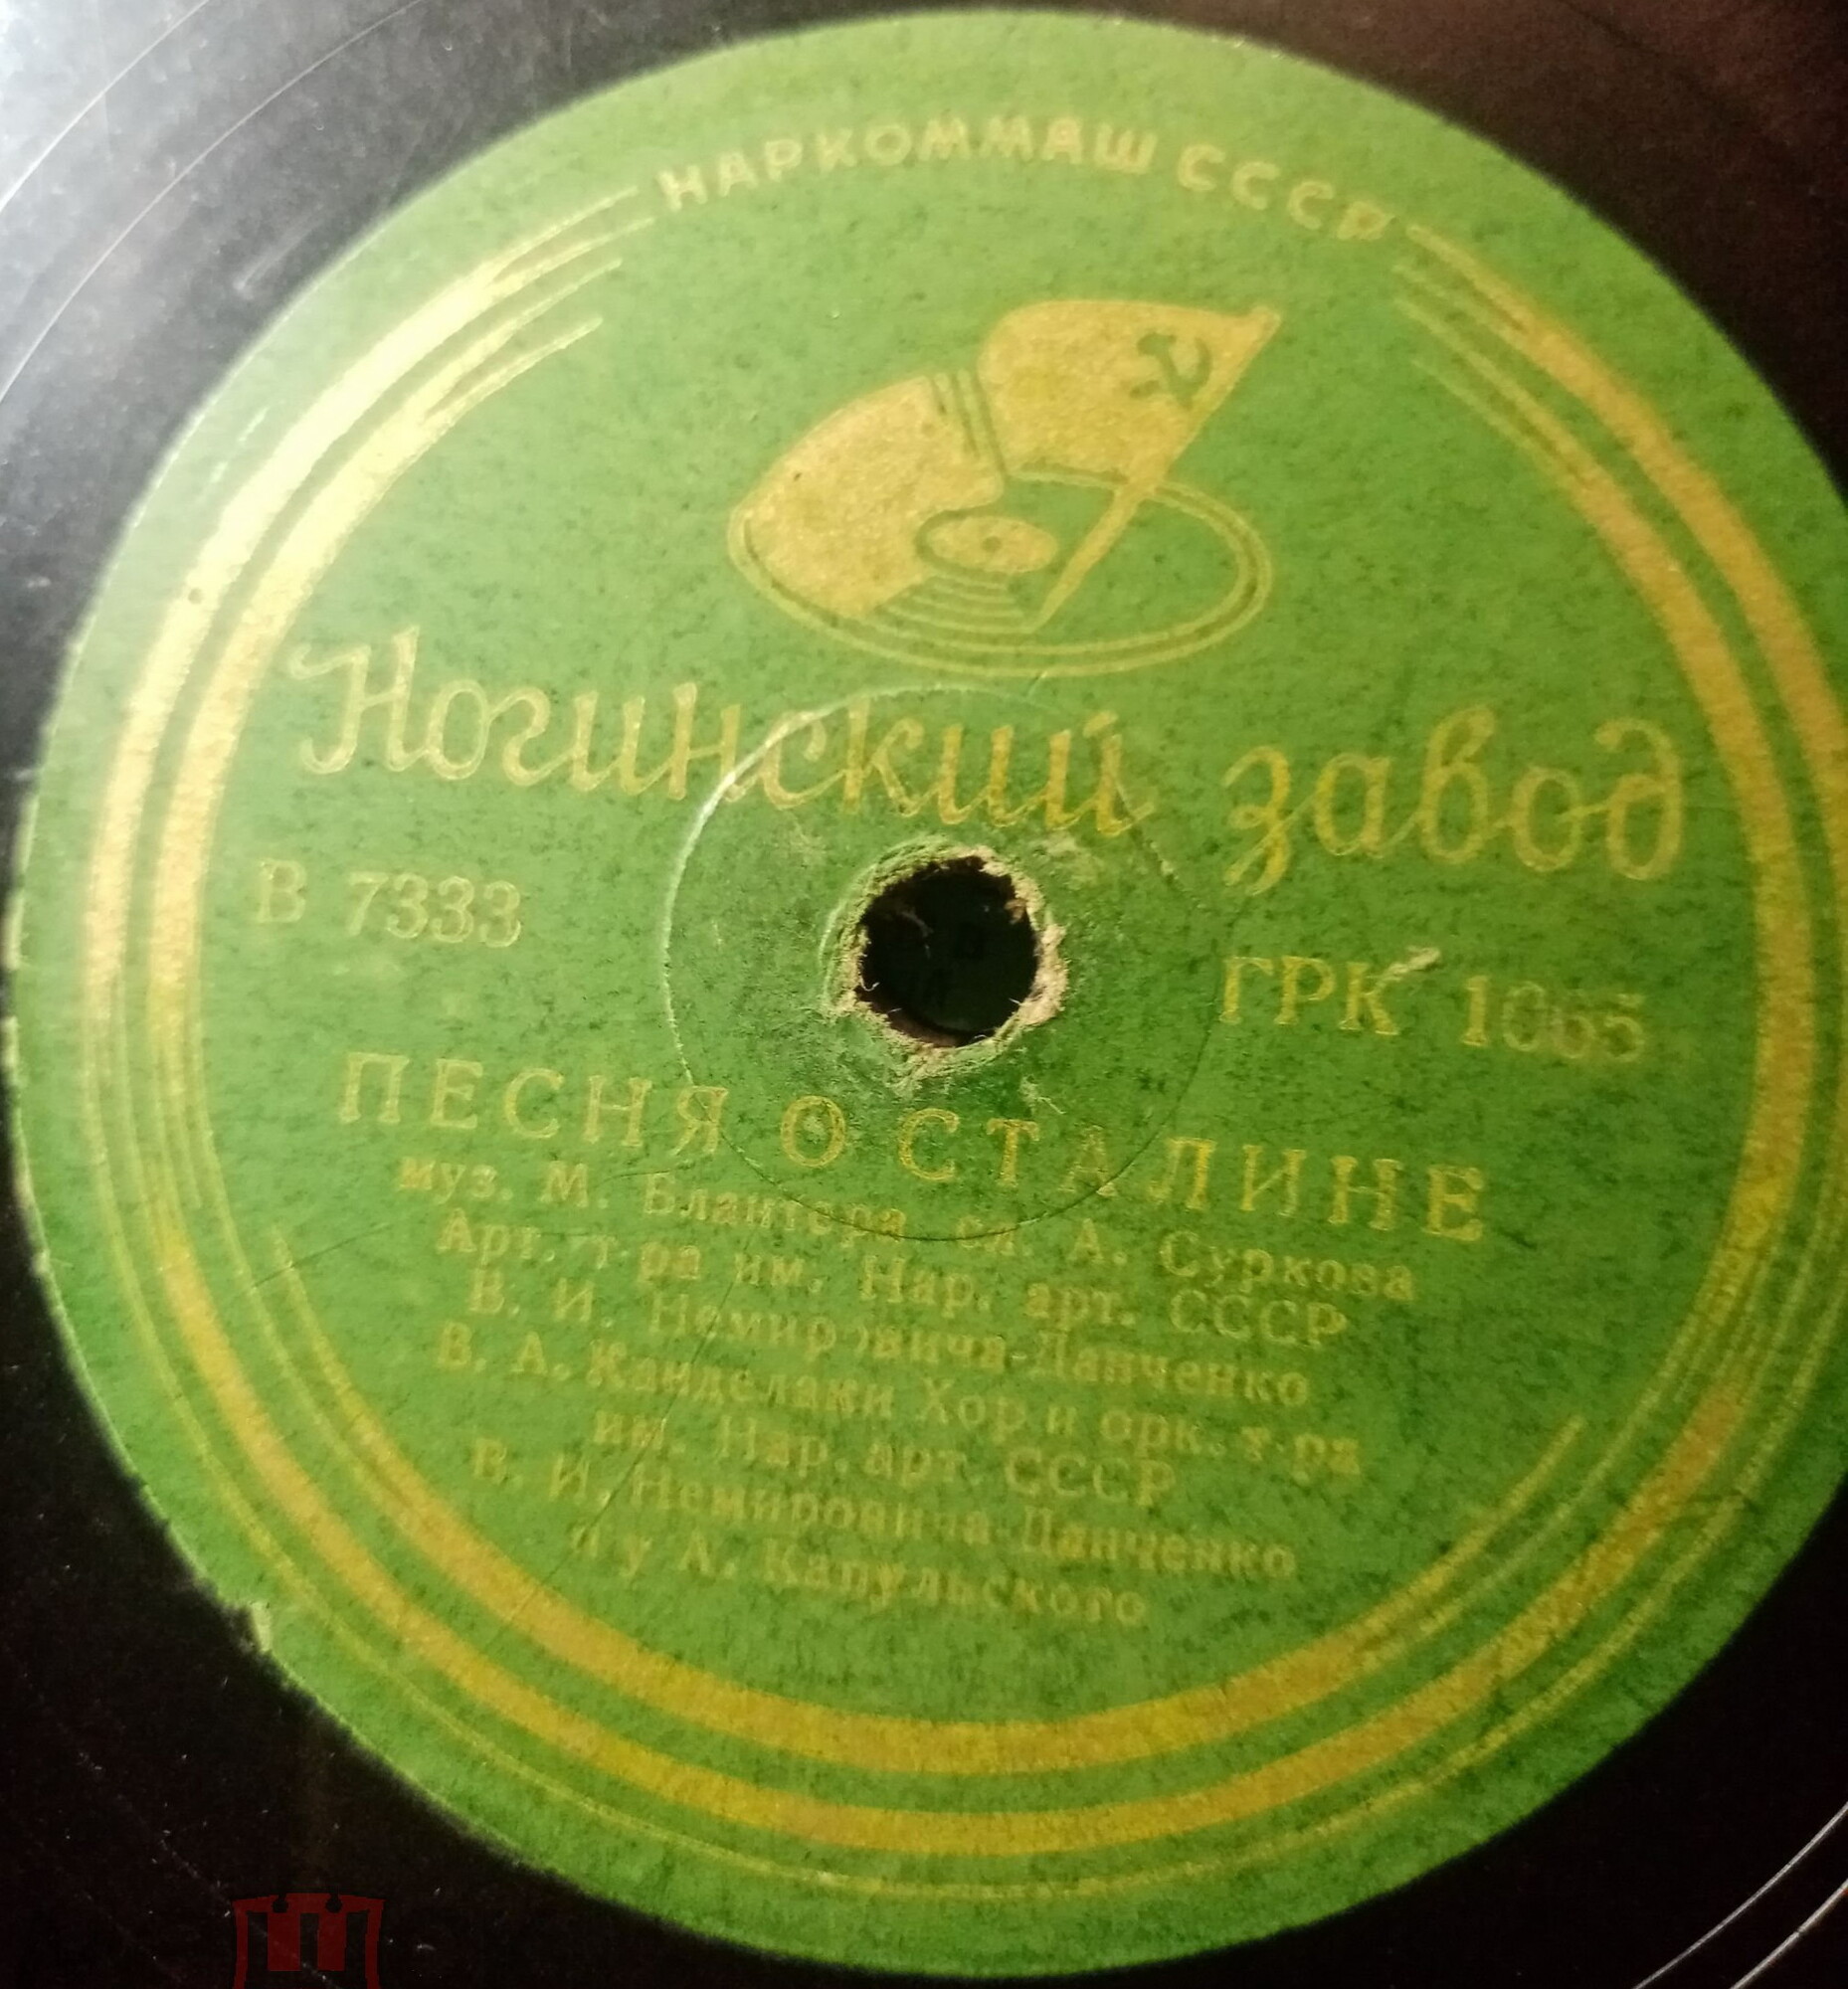 НАРКОММАШ СССР
Ногинский завод
В 7333
ГРК 1065
ПЕСНЯ О СТАЛИНЕ
муз. М. Блантера сл. А. Суркова
Арт. т-ра им. Нар. арт. СССР
В. И. Немировича-Данченко
В. А. Канделаки Хор и орк. т-ра
им. Нар. арт. СССР
В. И. Немировича-Данченко
п/у А. Капульского